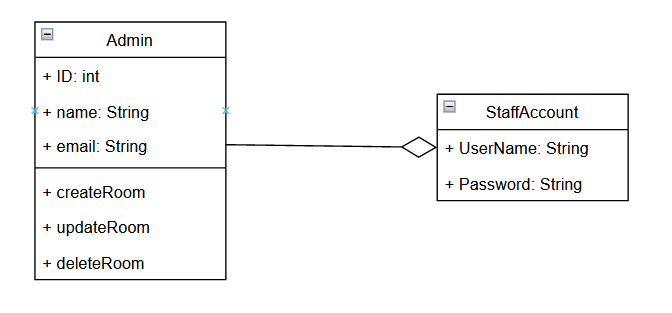 Admin
+ ID: int
+ name: String
+ email: String
+ createRoom
+ updateRoom
+ deleteRoom
StaffAccount
+ UserName: String
+ Password: String